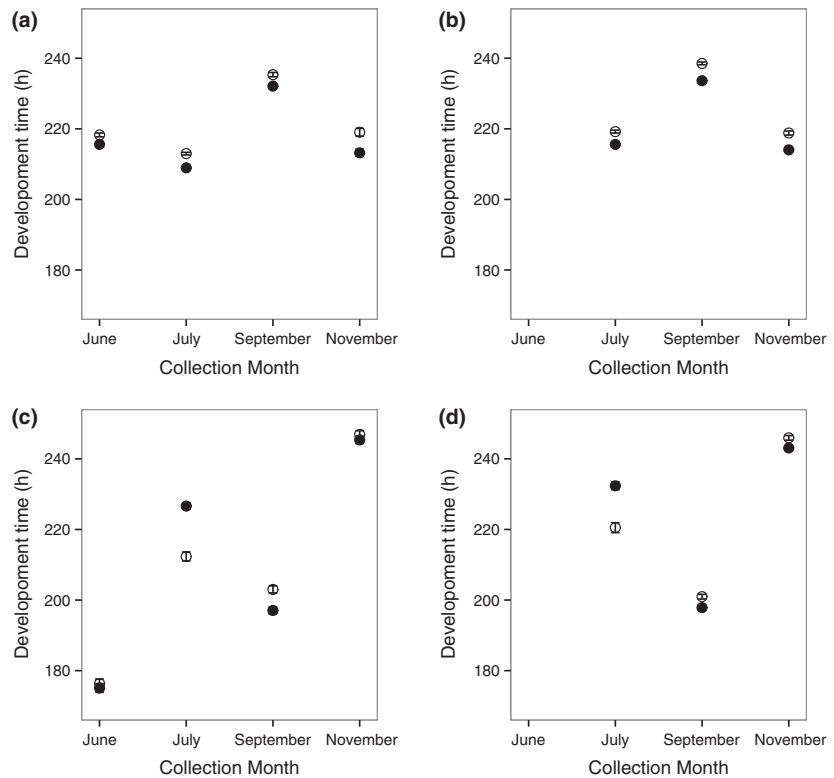 (a)
Developoment time (h)
240
220
200
180
June July September November
Collection Month
(b)
Developoment time (h)
240
220
200
180
June July September November
Collection Month
(c)
Developoment time (h)
240
220
200
180
June July September November
Collection Month
(d)
Developoment time (h)
240
220
200
180
June July September November
Collection Month